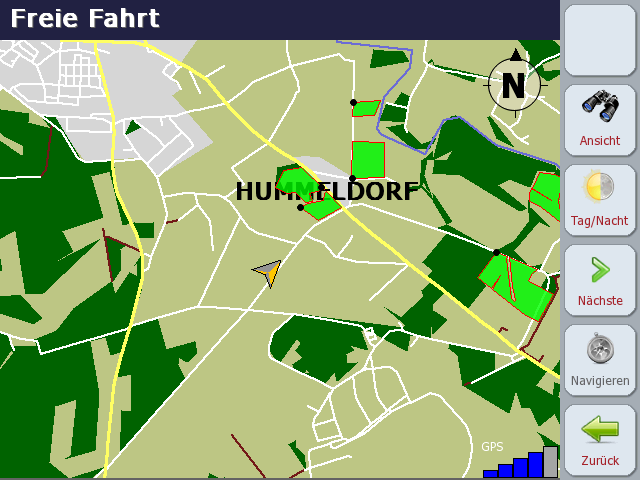 Freie Fahrt
N
Ansicht
HUMMELDORF
Tag/Nacht
Nächste
Navigieren
GPS
Zurück